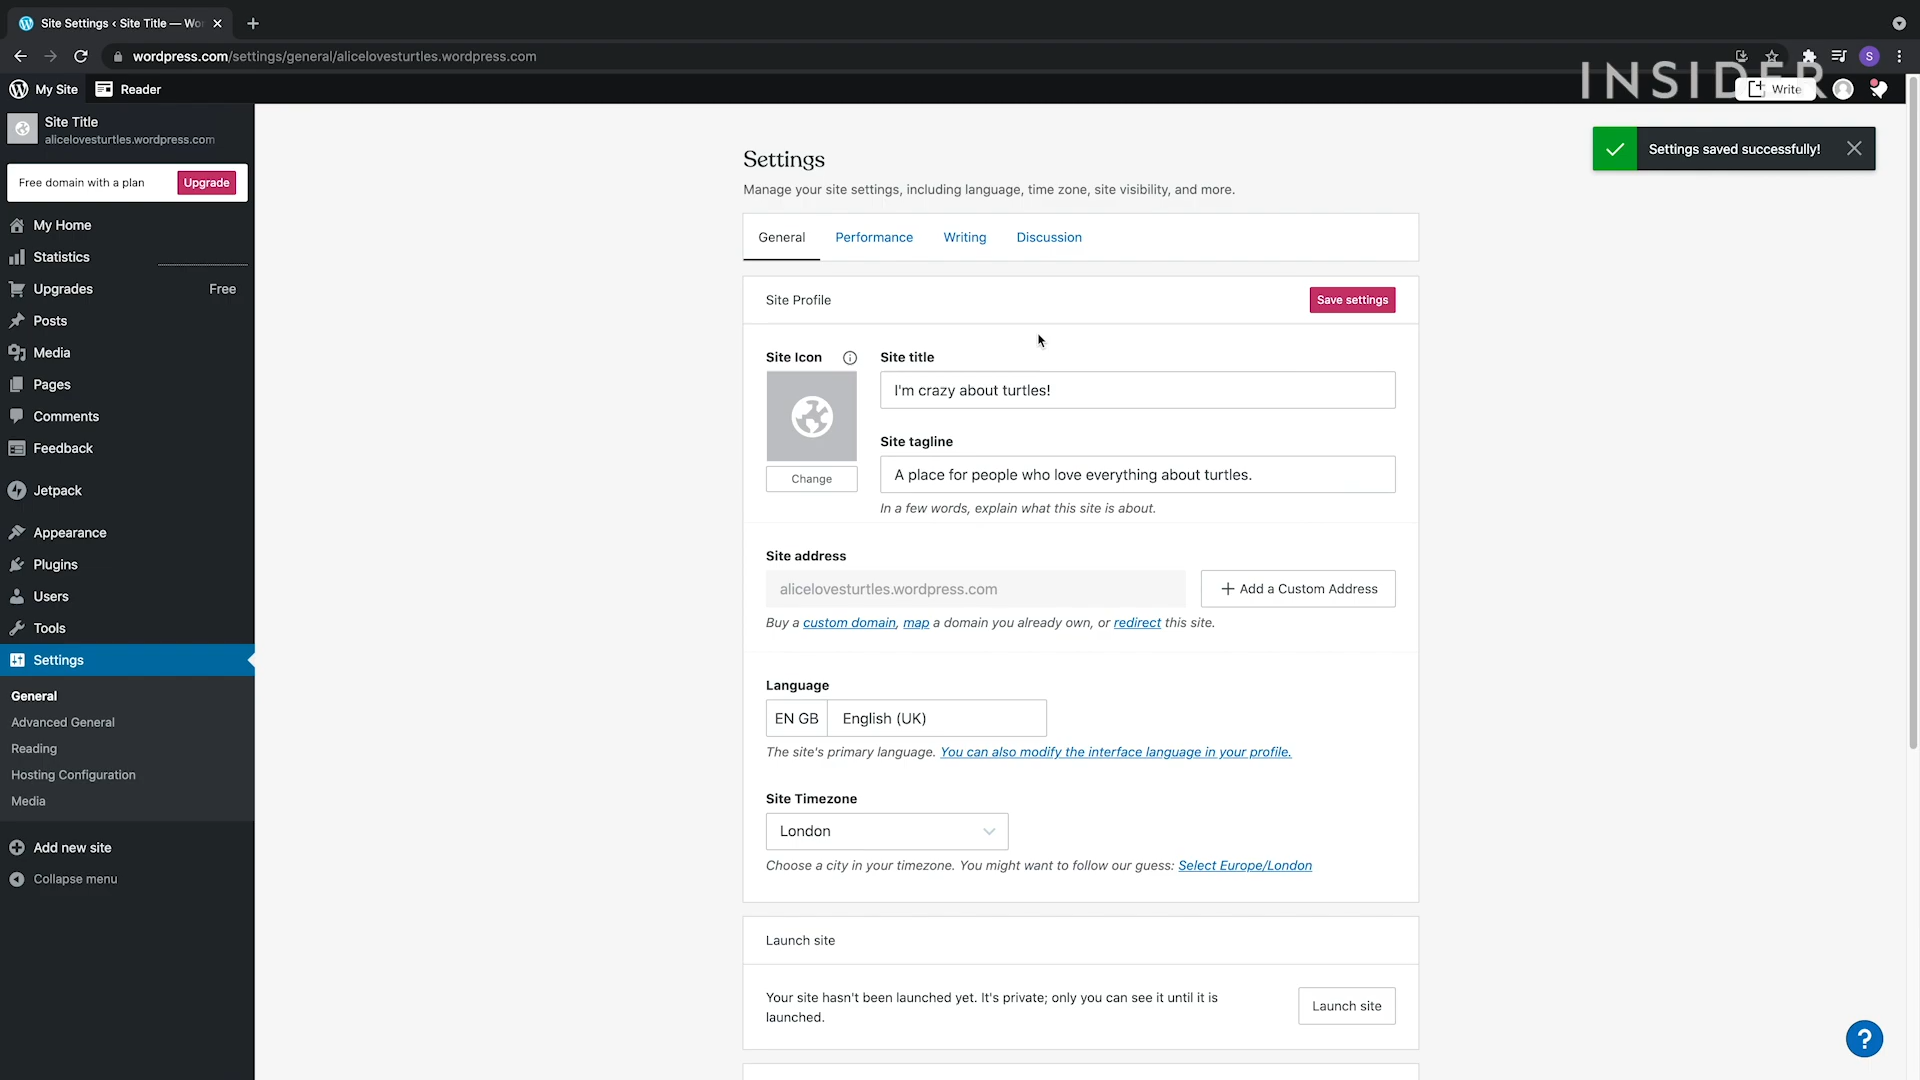 Site Settings ‹ Site Title — Wo
wordpress.com/settings/general/alicelovesturtles.wordpress.com
S
My Site
Reader
INSIDER
Write
Site Title
alicelovesturtles.wordpress.com
Free domain with a plan
Upgrade
My Home
Statistics
Upgrades
Free
Posts
Media
Pages
Comments
Feedback
Jetpack
Appearance
Plugins
Users
Tools
Settings
General
Advanced General
Reading
Hosting Configuration
Media
Add new site
Collapse menu
Settings
Manage your site settings, including language, time zone, site visibility, and more.
Settings saved successfully!
General Performance Writing Discussion
Site Profile
Save settings
Site Icon
Change
Site title
I'm crazy about turtles!
Site tagline
A place for people who love everything about turtles.
In a few words, explain what this site is about.
Site address
alicelovesturtles.wordpress.com
+ Add a Custom Address
Buy a custom domain, map a domain you already own, or redirect this site.
Language
EN GB English (UK)
The site's primary language. You can also modify the interface language in your profile.
Site Timezone
London
Choose a city in your timezone. You might want to follow our guess: Select Europe/London
Launch site
Your site hasn't been launched yet. It's private; only you can see it until it is
launched.
Launch site
?